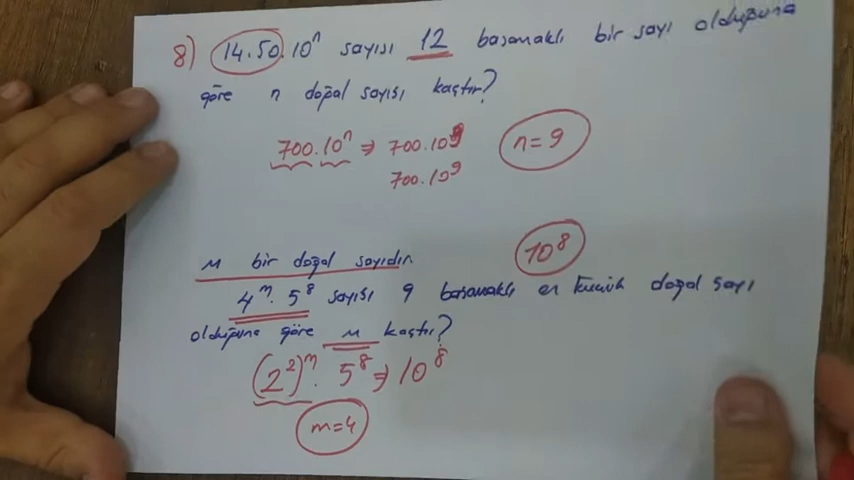 8) 14.50.10ⁿ sayısı 12 basamaklı bir sayı olduğuna
göre n doğal sayısı kaçtır?
700.10ⁿ ⇒ 700.10⁹ n=9
700.10⁹
m bir doğal sayıdır 10⁸
4ᵐ.5⁸ sayısı 9 basamaklı en küçük doğal sayı
olduğuna göre m kaçtır?
(2²)ᵐ.5⁸ ⇒ 10⁸
m=4